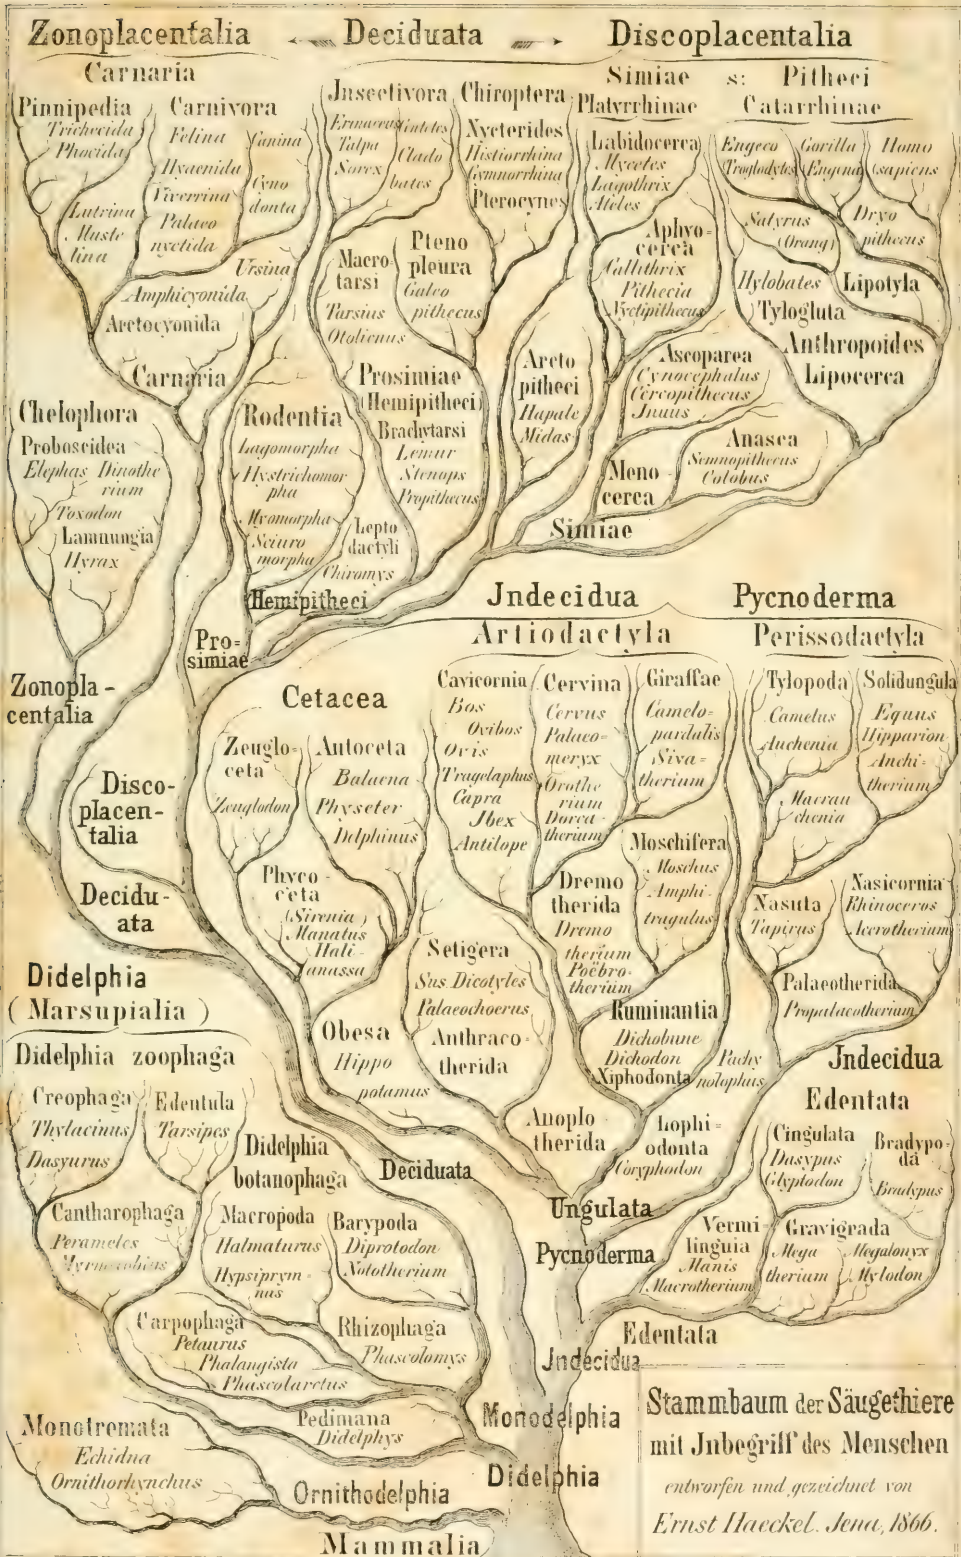 Zonoplacentalia Deciduata Discoplacentalia
Carnaria
Simiae s: Pitheci
Pinnipedia
Trichecida
Phocida
Lutrina
Muste
lina
Carnivora
Felina
Canina
Hyaenida
Viverrina
Cyno
donta
Palaeo
nyctida
Ursina
Amphicyonida
Arctocyonida
Carnaria
Jnsectivora
Erinaceus
Talpa
Sorex
Clado
bates
Chiroptera
Nycterides
Histiorrhina
Gymnorrhina
Pterocynes
Platyrrhinae
Labidocerca
Mycetes
Lagothrix
Ateles
Aphyo=
cerca
Callithrix
Pithecia
Nyctipithecus
Catarrhinae
Engeco
Troglodytes
Gorilla
Engena
Homo
sapiens
Satyrus
(Orang)
Dryo
pithecus
Hylobates
Lipotyla
Tylogluta
Anthropoides
Lipocerca
Macro=
tarsi
Tarsius
Otolicnus
Pteno
pleura
Galeo
pithecus
Arcto
pitheci
Hapale
Midas
Ascoparea
Cynocephalus
Cercopithecus
Jnuus
Anasca
Semnopithecus
Colobus
Meno
cerca
Simiae
Chelophora
Proboscidea
Elephas Dinothe
rium
Toxodon
Lamnungia
Hyrax
Rodentia
Lagomorpha
Hystrichomor
pha
Myomorpha
Sciuro
morpha
Prosimiae
(Hemipitheci)
Brachytarsi
Lemur
Stenops
Propithecus
Lepto
dactyli
Chiromys
Hemipitheci
Pro=
simiae
Zonopla-
centalia
Disco-
placen-
talia
Decidu-
ata
Jndecidua Pycnoderma
Artiodactyla
Perissodactyla
Cetacea
Zeuglo=
ceta
Zeuglodon
Autoceta
Balaena
Physeter
Delphinus
Phyco-
ceta
(Sirenia)
Manatus
Hali-
anassa
Cavicornia
Bos
Ovibos
Ovis
Tragelaphus
Capra
Jbex
Antilope
Cervina
Cervus
Palaeo=
meryx
Orothe
rium
Dorca
therium
Giraffae
Camelo=
pardalis
Siva=
therium
Moschifera
Moschus
Amphi-
tragulus
Dremo
therida
Dremo
therium
Poëbro-
therium
Ruminantia
Dichobune
Dichodon
Xiphodonta
Tylopoda
Camelus
Auchenia
Macrau
chenia
Solidungula
Equus
Hipparion
Anchi-
therium
Nasuta
Tapirus
Nasicornia
Rhinoceros
Acerotherium
Palaeotherida
Propalaeotherium
Pachy
nolophus
Setigera
Sus Dicotyles
Palaeochoerus
Anthraco-
therida
Obesa
Hippo
potamus
Anoplo
therida
Lophi=
odonta
Coryphodon
Ungulata
Pycnoderma
Didelphia
( Marsupialia )
Didelphia zoophaga
Creophaga
Thylacinus
Dasyurus
Edentula
Tarsipes
Cantharophaga
Perameles
Myrmecobius
Didelphia
botanophaga
Macropoda
Halmaturus
Hypsiprym=
nus
Barypoda
Diprotodon
Nototherium
Carpophaga
Petaurus
Phalangista
Phascolarctus
Rhizophaga
Phascolomys
Deciduata
Jndecidua
Edentata
Cingulata
Dasypus
Glyptodon
Bradypo=
da
Bradypus
Vermi=
linguia
Manis
Macrotherium
Gravigrada
Mega
therium
Megalonyx
Mylodon
Edentata
Jndecidua
Pedimana
Didelphys
Monotremata
Echidna
Ornithorhynchus
Ornithodelphia
Monodelphia
Didelphia
Mammalia
Stammbaum der Säugethiere
mit Jnbegriff des Menschen
entworfen und gezeichnet von
Ernst Haeckel. Jena, 1866.